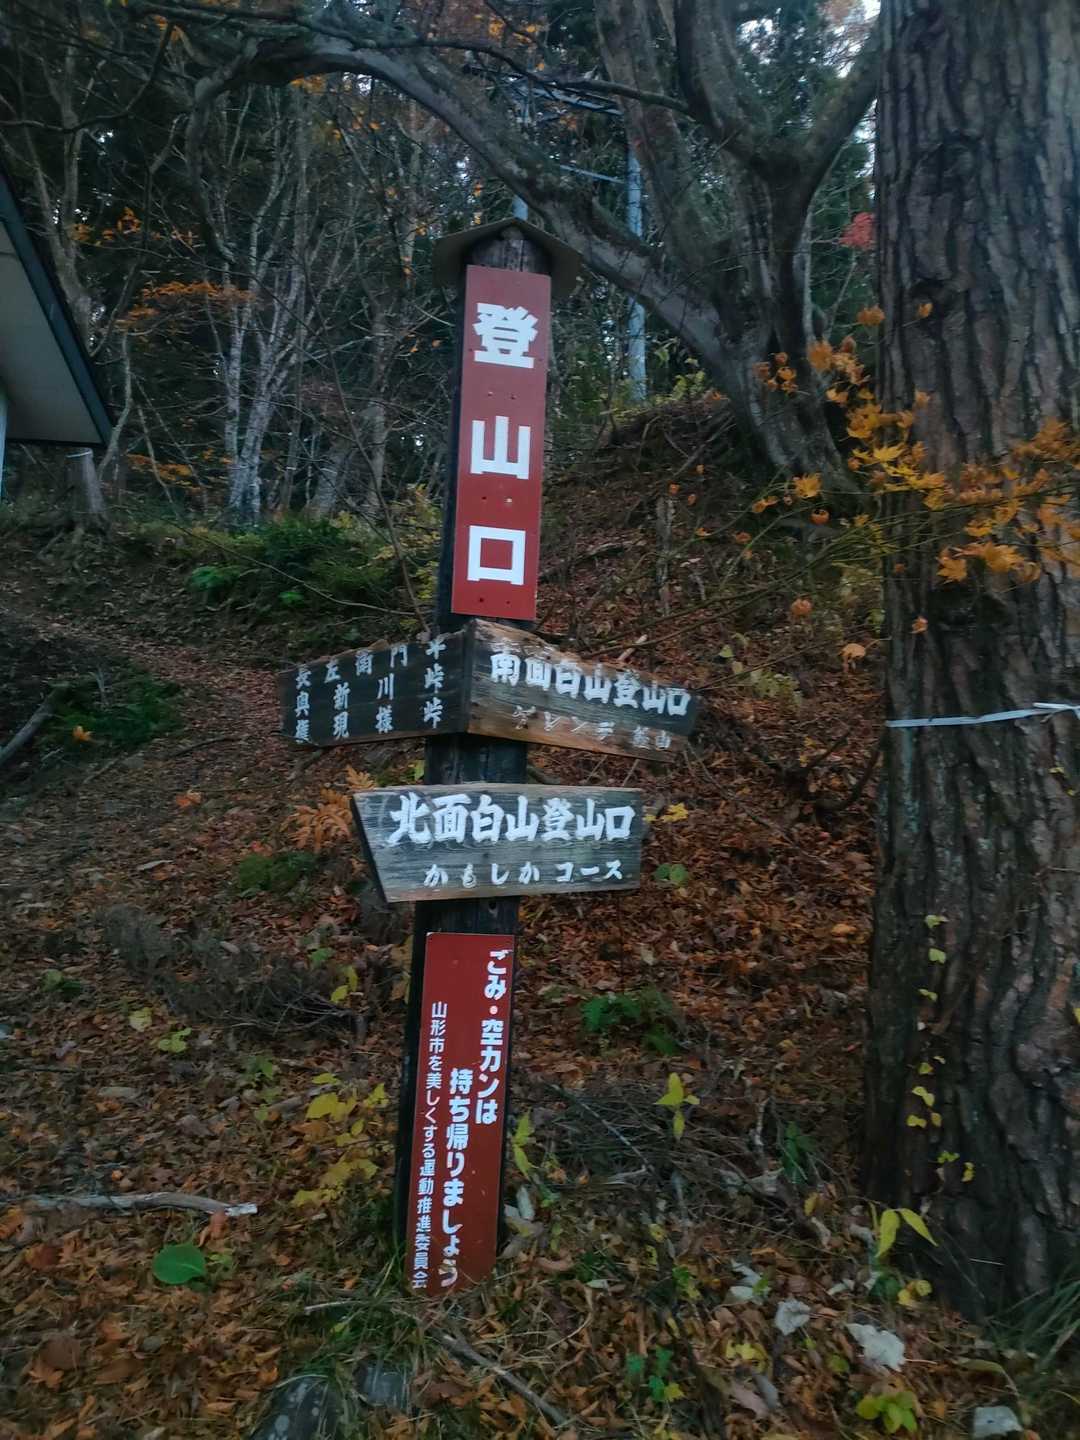 登山口
南面白山登山口
北面白山登山口
かもしかコース
ごみ・空カンは
持ち帰りましょう
山形市を美しくする運動推進委員会